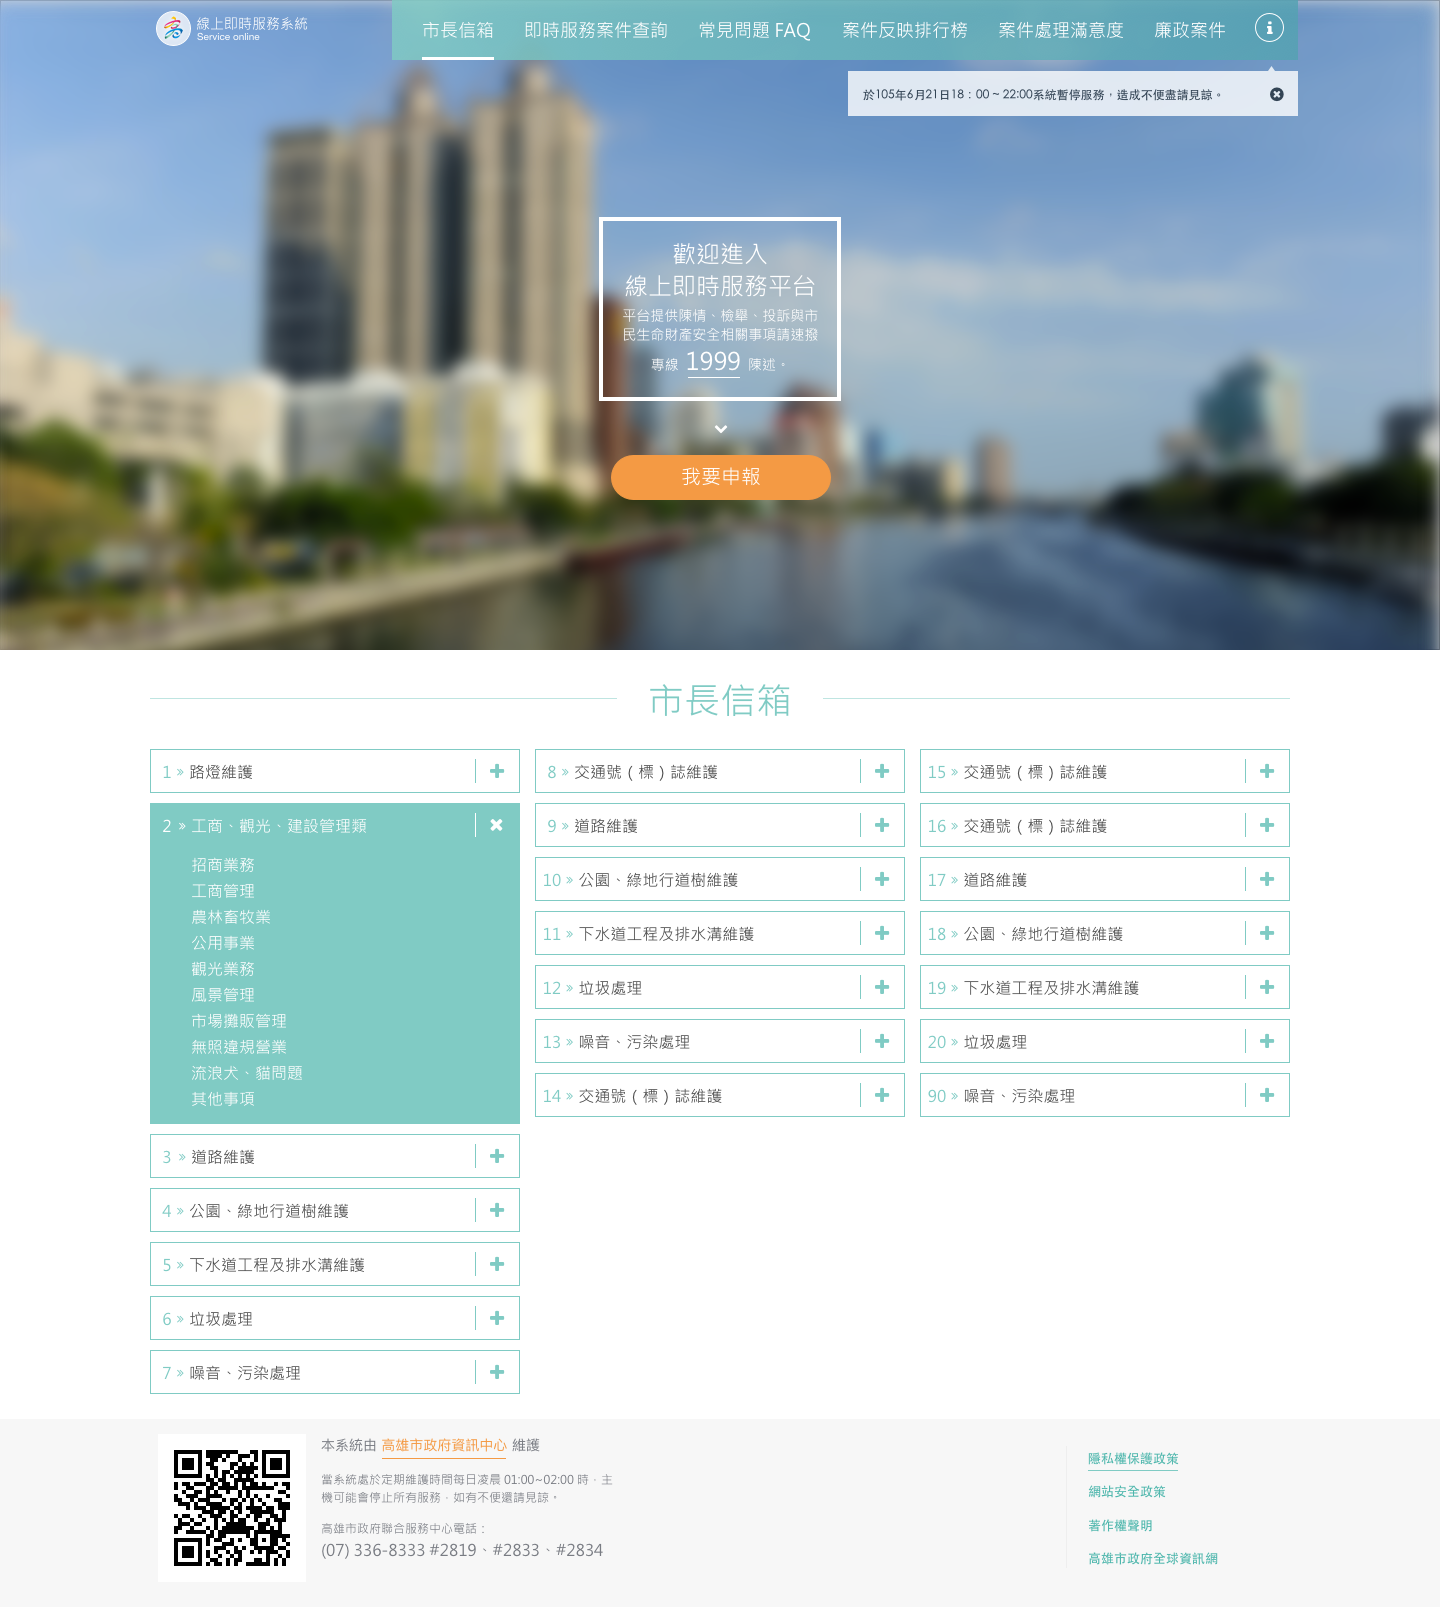 線上即時服務系統
Service online
市長信箱 即時服務案件查詢 常見問題 FAQ 案件反映排行榜 案件處理滿意度 廉政案件
於105年6月21日18：00 ~ 22:00系統暫停服務，造成不便盡請見諒。
歡迎進入
線上即時服務平台
平台提供陳情、檢舉、投訴與市
民生命財產安全相關事項請速撥
專線 1999 陳述。
我要申報
市長信箱
1 » 路燈維護
2 » 工商、觀光、建設管理類
招商業務
工商管理
農林畜牧業
公用事業
觀光業務
風景管理
市場攤販管理
無照違規營業
流浪犬、貓問題
其他事項
3 » 道路維護
4 » 公園、綠地行道樹維護
5 » 下水道工程及排水溝維護
6 » 垃圾處理
7 » 噪音、污染處理
8 » 交通號（標）誌維護
9 » 道路維護
10 » 公園、綠地行道樹維護
11 » 下水道工程及排水溝維護
12 » 垃圾處理
13 » 噪音、污染處理
14 » 交通號（標）誌維護
15 » 交通號（標）誌維護
16 » 交通號（標）誌維護
17 » 道路維護
18 » 公園、綠地行道樹維護
19 » 下水道工程及排水溝維護
20 » 垃圾處理
90 » 噪音、污染處理
本系統由 高雄市政府資訊中心 維護
當系統處於定期維護時間每日凌晨 01:00~02:00 時，主
機可能會停止所有服務，如有不便還請見諒。
高雄市政府聯合服務中心電話：
(07) 336-8333 #2819、#2833、#2834
隱私權保護政策
網站安全政策
著作權聲明
高雄市政府全球資訊網